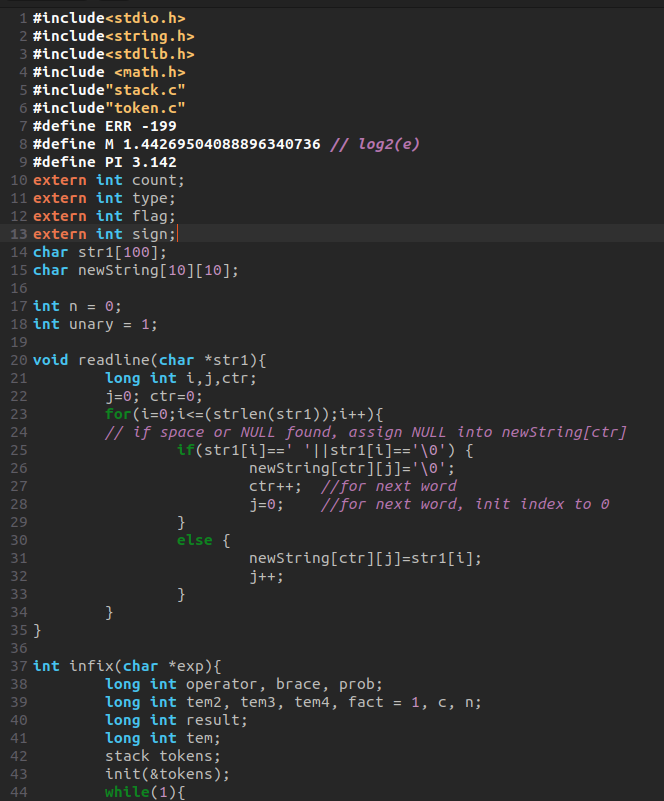 1 #include<stdio.h>
2 #include<string.h>
3 #include<stdlib.h>
4 #include <math.h>
5 #include"stack.c"
6 #include"token.c"
7 #define ERR -199
8 #define M 1.44269504088896340736 // log2(e)
9 #define PI 3.142
10 extern int count;
11 extern int type;
12 extern int flag;
13 extern int sign;
14 char str1[100];
15 char newString[10][10];
16
17 int n = 0;
18 int unary = 1;
19
20 void readline(char *str1){
21         long int i,j,ctr;
22         j=0; ctr=0;
23         for(i=0;i<=(strlen(str1));i++){
24         // if space or NULL found, assign NULL into newString[ctr]
25                 if(str1[i]==' '||str1[i]=='\0') {
26                         newString[ctr][j]='\0';
27                         ctr++;  //for next word
28                         j=0;    //for next word, init index to 0
29                 }
30                 else {
31                         newString[ctr][j]=str1[i];
32                         j++;
33                 }
34         }
35 }
36
37 int infix(char *exp){
38         long int operator, brace, prob;
39         long int tem2, tem3, tem4, fact = 1, c, n;
40         long int result;
41         long int tem;
42         stack tokens;
43         init(&tokens);
44         while(1){